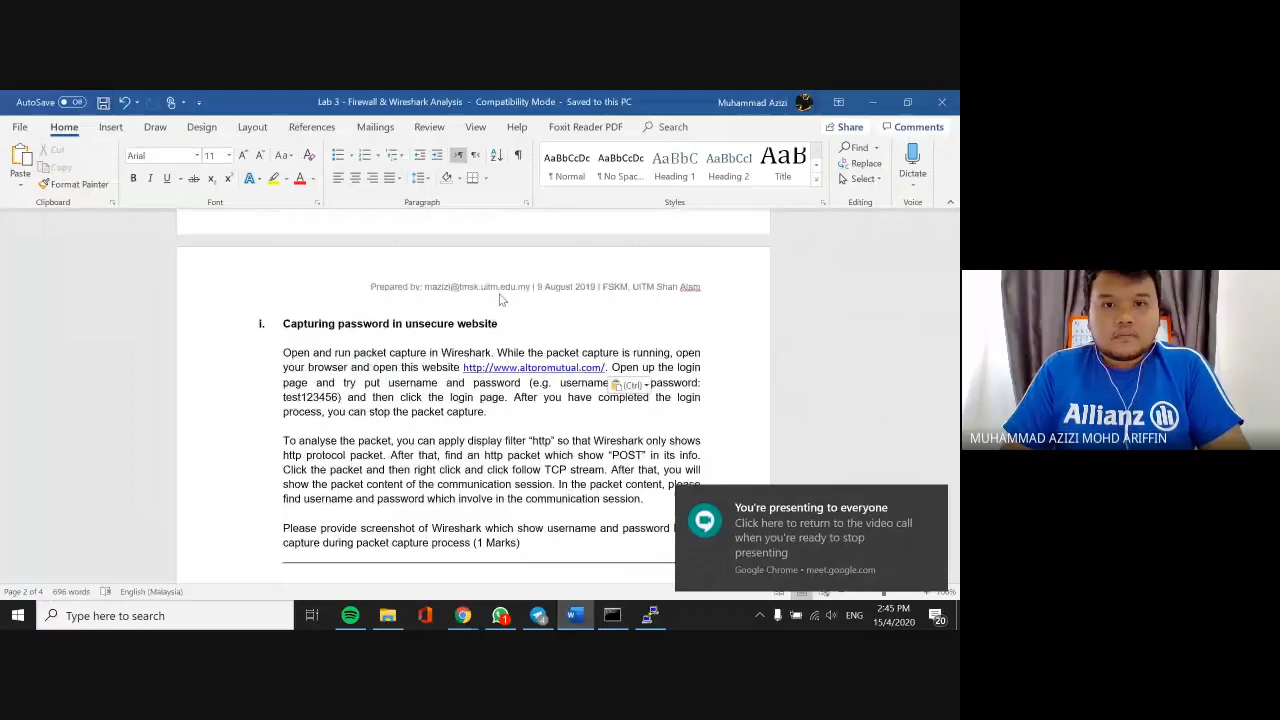 AutoSave Off
Lab 3 - Firewall & Wireshark Analysis - Compatibility Mode - Saved to this PC
Muhammad Azizi
File Home Insert Draw Design Layout References Mailings Review View Help Foxit Reader PDF Search Share Comments
Paste
Cut
Copy
Format Painter
Clipboard
Arial 11
Font
Paragraph
AaBbCcDc AaBbCcDc AaBbC AaBbCcI AaB
¶ Normal ¶ No Spac... Heading 1 Heading 2 Title
Styles
Find
Replace
Select
Editing
Dictate
Voice
Prepared by: mazizi@tmsk.uitm.edu.my | 9 August 2019 | FSKM, UITM Shah Alam
i. Capturing password in unsecure website
Open and run packet capture in Wireshark. While the packet capture is running, open
your browser and open this website http://www.altoromutual.com/. Open up the login
page and try put username and password (e.g. username password:
(Ctrl)
test123456) and then click the login page. After you have completed the login
process, you can stop the packet capture.
To analyse the packet, you can apply display filter “http” so that Wireshark only shows
http protocol packet. After that, find an http packet which show “POST” in its info.
Click the packet and then right click and click follow TCP stream. After that, you will
show the packet content of the communication session. In the packet content, please
find username and password which involve in the communication session.
Please provide screenshot of Wireshark which show username and password
capture during packet capture process (1 Marks)
You're presenting to everyone
Click here to return to the video call
when you're ready to stop
presenting
Google Chrome • meet.google.com
Page 2 of 4 696 words English (Malaysia)
Type here to search
ENG
2:45 PM
15/4/2020
20
Allianz
MUHAMMAD AZIZI MOHD ARIFFIN